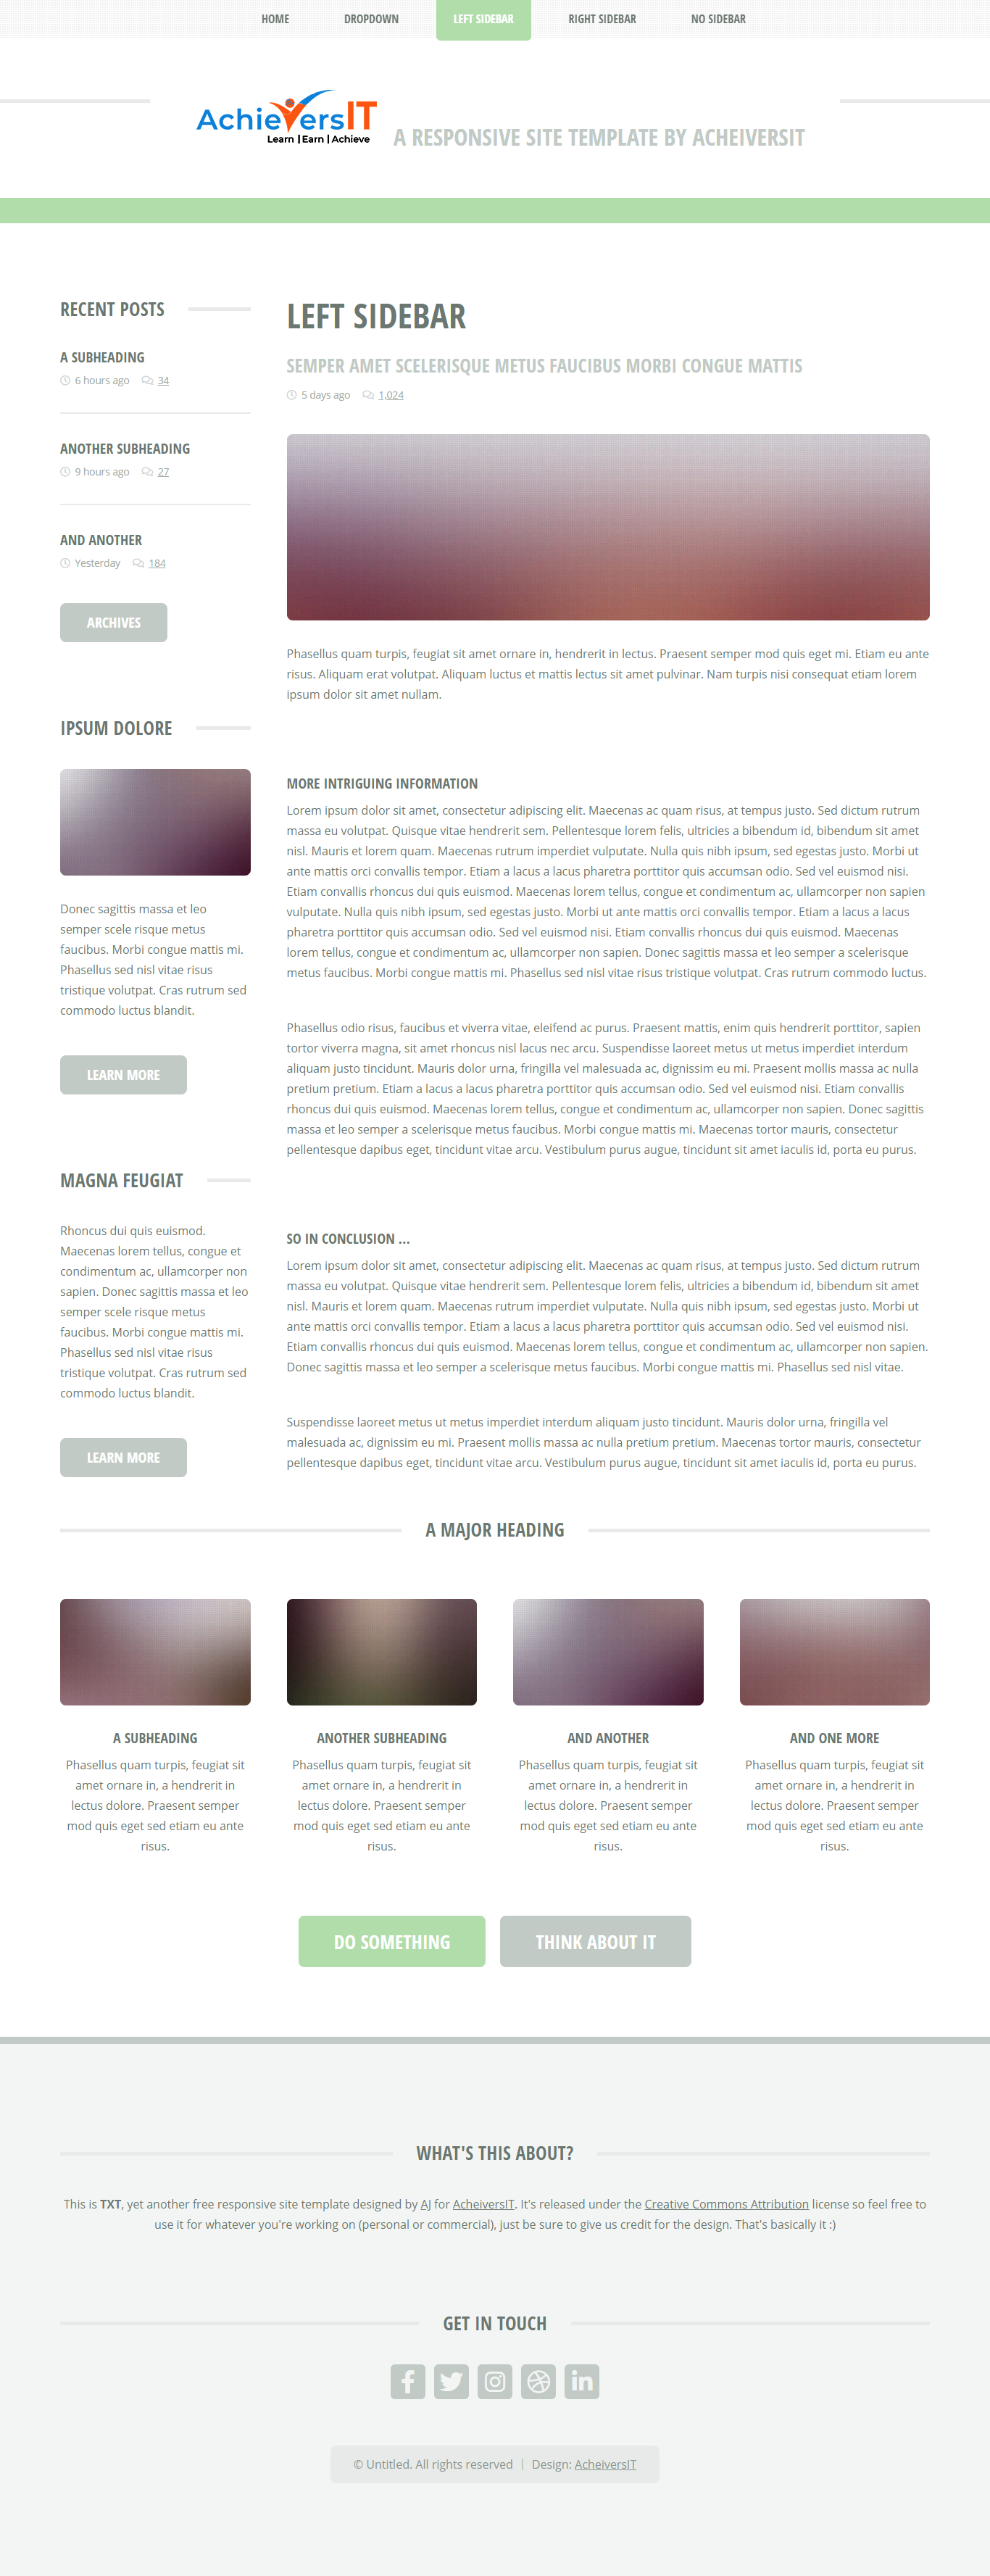 HOME DROPDOWN LEFT SIDEBAR RIGHT SIDEBAR NO SIDEBAR
AchieversIT
Learn | Earn | Achieve
A RESPONSIVE SITE TEMPLATE BY ACHEIVERSIT
RECENT POSTS
A SUBHEADING
6 hours ago 34
ANOTHER SUBHEADING
9 hours ago 27
AND ANOTHER
Yesterday 184
ARCHIVES
IPSUM DOLORE
Donec sagittis massa et leo
semper scele risque metus
faucibus. Morbi congue mattis mi.
Phasellus sed nisl vitae risus
tristique volutpat. Cras rutrum sed
commodo luctus blandit.
LEARN MORE
MAGNA FEUGIAT
Rhoncus dui quis euismod.
Maecenas lorem tellus, congue et
condimentum ac, ullamcorper non
sapien. Donec sagittis massa et leo
semper scele risque metus
faucibus. Morbi congue mattis mi.
Phasellus sed nisl vitae risus
tristique volutpat. Cras rutrum sed
commodo luctus blandit.
LEARN MORE
LEFT SIDEBAR
SEMPER AMET SCELERISQUE METUS FAUCIBUS MORBI CONGUE MATTIS
5 days ago 1,024
Phasellus quam turpis, feugiat sit amet ornare in, hendrerit in lectus. Praesent semper mod quis eget mi. Etiam eu ante
risus. Aliquam erat volutpat. Aliquam luctus et mattis lectus sit amet pulvinar. Nam turpis nisi consequat etiam lorem
ipsum dolor sit amet nullam.
MORE INTRIGUING INFORMATION
Lorem ipsum dolor sit amet, consectetur adipiscing elit. Maecenas ac quam risus, at tempus justo. Sed dictum rutrum
massa eu volutpat. Quisque vitae hendrerit sem. Pellentesque lorem felis, ultricies a bibendum id, bibendum sit amet
nisl. Mauris et lorem quam. Maecenas rutrum imperdiet vulputate. Nulla quis nibh ipsum, sed egestas justo. Morbi ut
ante mattis orci convallis tempor. Etiam a lacus a lacus pharetra porttitor quis accumsan odio. Sed vel euismod nisi.
Etiam convallis rhoncus dui quis euismod. Maecenas lorem tellus, congue et condimentum ac, ullamcorper non sapien
vulputate. Nulla quis nibh ipsum, sed egestas justo. Morbi ut ante mattis orci convallis tempor. Etiam a lacus a lacus
pharetra porttitor quis accumsan odio. Sed vel euismod nisi. Etiam convallis rhoncus dui quis euismod. Maecenas
lorem tellus, congue et condimentum ac, ullamcorper non sapien. Donec sagittis massa et leo semper a scelerisque
metus faucibus. Morbi congue mattis mi. Phasellus sed nisl vitae risus tristique volutpat. Cras rutrum commodo luctus.
Phasellus odio risus, faucibus et viverra vitae, eleifend ac purus. Praesent mattis, enim quis hendrerit porttitor, sapien
tortor viverra magna, sit amet rhoncus nisl lacus nec arcu. Suspendisse laoreet metus ut metus imperdiet interdum
aliquam justo tincidunt. Mauris dolor urna, fringilla vel malesuada ac, dignissim eu mi. Praesent mollis massa ac nulla
pretium pretium. Etiam a lacus a lacus pharetra porttitor quis accumsan odio. Sed vel euismod nisi. Etiam convallis
rhoncus dui quis euismod. Maecenas lorem tellus, congue et condimentum ac, ullamcorper non sapien. Donec sagittis
massa et leo semper a scelerisque metus faucibus. Morbi congue mattis mi. Maecenas tortor mauris, consectetur
pellentesque dapibus eget, tincidunt vitae arcu. Vestibulum purus augue, tincidunt sit amet iaculis id, porta eu purus.
SO IN CONCLUSION ...
Lorem ipsum dolor sit amet, consectetur adipiscing elit. Maecenas ac quam risus, at tempus justo. Sed dictum rutrum
massa eu volutpat. Quisque vitae hendrerit sem. Pellentesque lorem felis, ultricies a bibendum id, bibendum sit amet
nisl. Mauris et lorem quam. Maecenas rutrum imperdiet vulputate. Nulla quis nibh ipsum, sed egestas justo. Morbi ut
ante mattis orci convallis tempor. Etiam a lacus a lacus pharetra porttitor quis accumsan odio. Sed vel euismod nisi.
Etiam convallis rhoncus dui quis euismod. Maecenas lorem tellus, congue et condimentum ac, ullamcorper non sapien.
Donec sagittis massa et leo semper a scelerisque metus faucibus. Morbi congue mattis mi. Phasellus sed nisl vitae.
Suspendisse laoreet metus ut metus imperdiet interdum aliquam justo tincidunt. Mauris dolor urna, fringilla vel
malesuada ac, dignissim eu mi. Praesent mollis massa ac nulla pretium pretium. Maecenas tortor mauris, consectetur
pellentesque dapibus eget, tincidunt vitae arcu. Vestibulum purus augue, tincidunt sit amet iaculis id, porta eu purus.
A MAJOR HEADING
A SUBHEADING
Phasellus quam turpis, feugiat sit
amet ornare in, a hendrerit in
lectus dolore. Praesent semper
mod quis eget sed etiam eu ante
risus.
ANOTHER SUBHEADING
Phasellus quam turpis, feugiat sit
amet ornare in, a hendrerit in
lectus dolore. Praesent semper
mod quis eget sed etiam eu ante
risus.
AND ANOTHER
Phasellus quam turpis, feugiat sit
amet ornare in, a hendrerit in
lectus dolore. Praesent semper
mod quis eget sed etiam eu ante
risus.
AND ONE MORE
Phasellus quam turpis, feugiat sit
amet ornare in, a hendrerit in
lectus dolore. Praesent semper
mod quis eget sed etiam eu ante
risus.
DO SOMETHING THINK ABOUT IT
WHAT'S THIS ABOUT?
This is TXT, yet another free responsive site template designed by AJ for AcheiversIT. It's released under the Creative Commons Attribution license so feel free to
use it for whatever you're working on (personal or commercial), just be sure to give us credit for the design. That's basically it :)
GET IN TOUCH
© Untitled. All rights reserved | Design: AcheiversIT